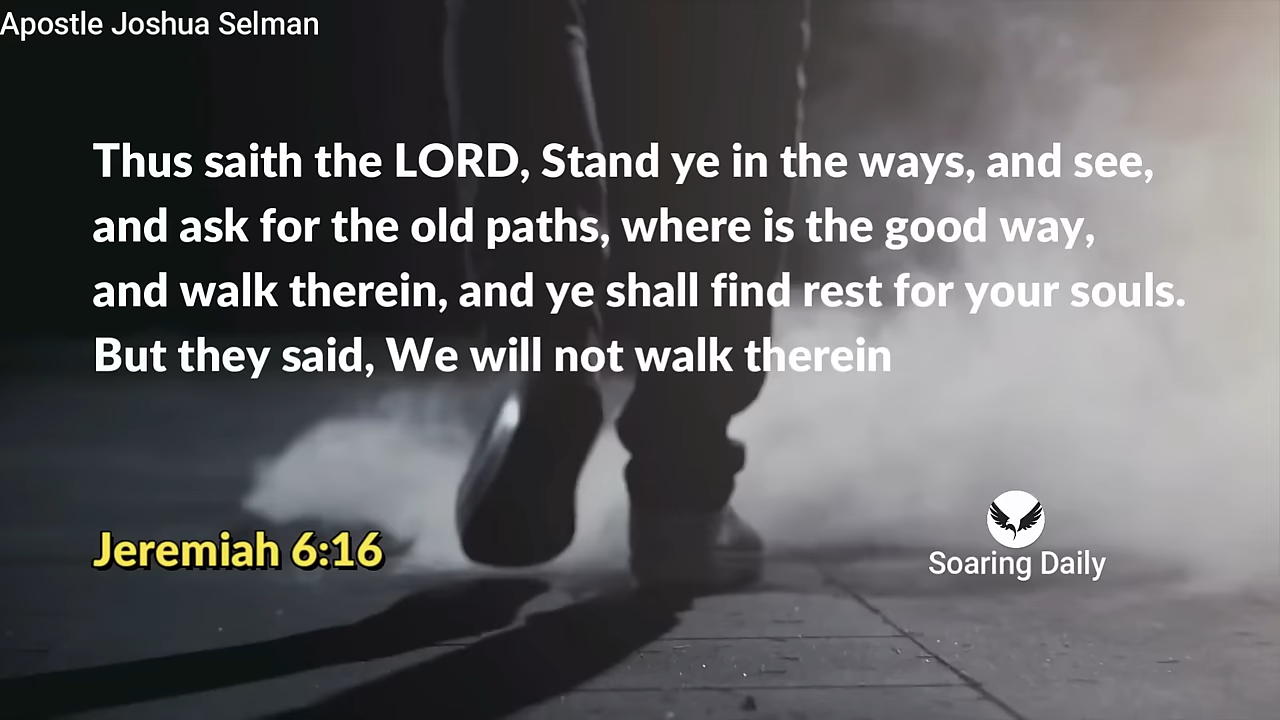 Apostle Joshua Selman
Thus saith the LORD, Stand ye in the ways, and see,
and ask for the old paths, where is the good way,
and walk therein, and ye shall find rest for your souls.
But they said, We will not walk therein
Jeremiah 6:16
Soaring Daily